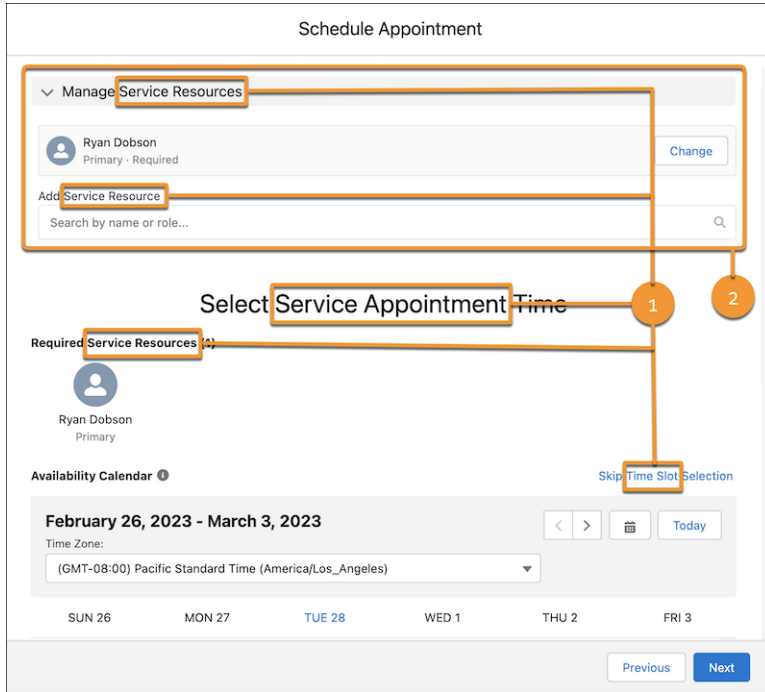 Schedule Appointment
Manage Service Resources
Ryan Dobson
Primary · Required
Change
Add Service Resource
Search by name or role...
Select Service Appointment Time
1
2
Required Service Resources (1)
Ryan Dobson
Primary
Availability Calendar
Skip Time Slot Selection
February 26, 2023 - March 3, 2023
Today
Time Zone:
(GMT-08:00) Pacific Standard Time (America/Los_Angeles)
SUN 26 MON 27 TUE 28 WED 1 THU 2 FRI 3
Previous Next